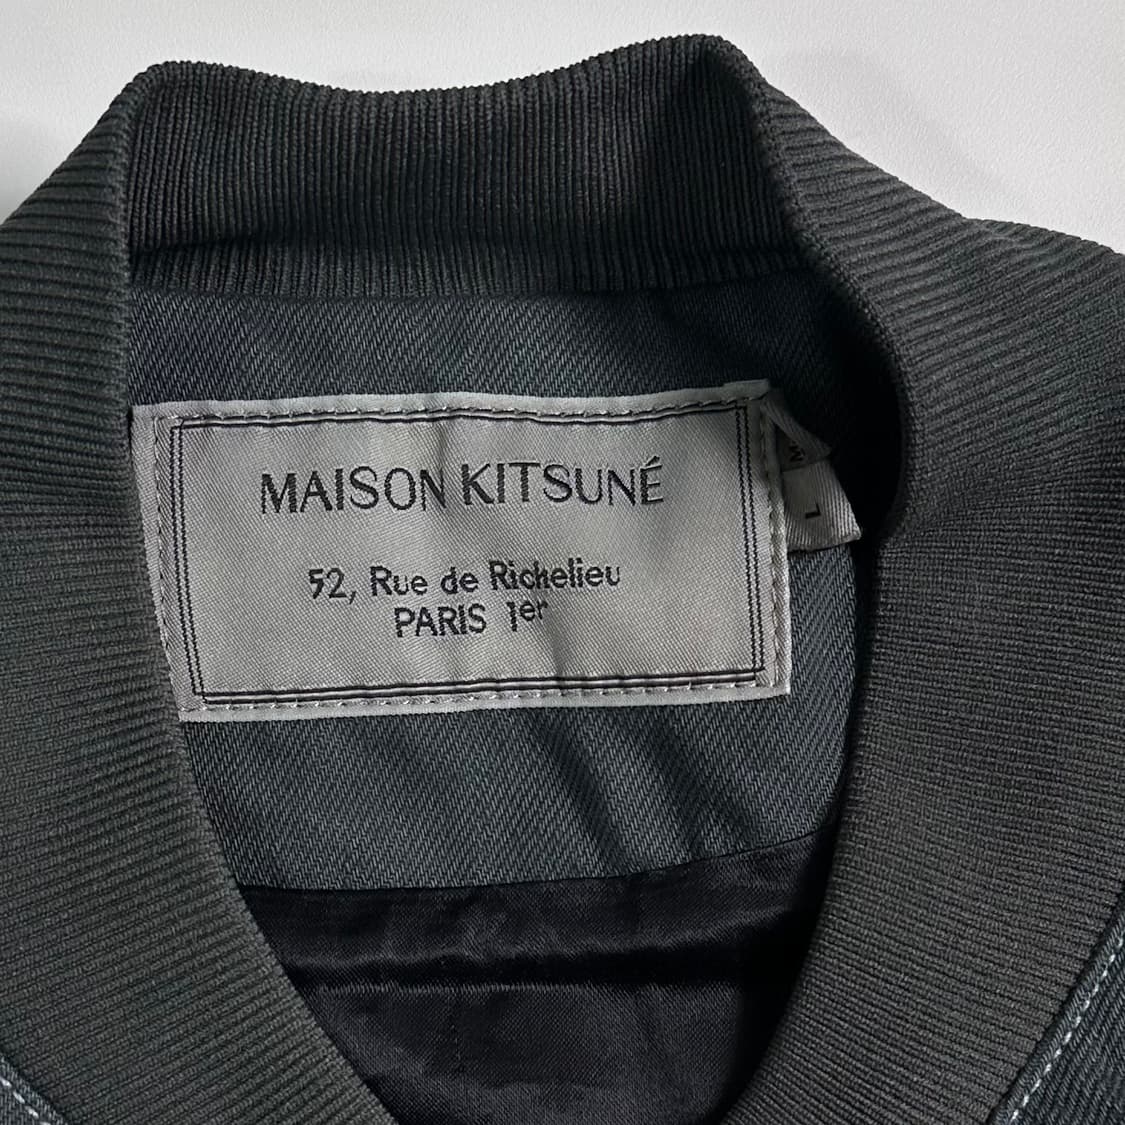 MAISON KITSUNÉ
52, Rue de Richelieu
PARIS 1er
L